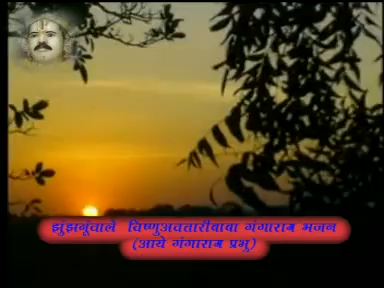 झुंझनूंवाले विष्णुअवतारीबाबा गंगाराम भजन
(आये गंगाराम प्रभु)